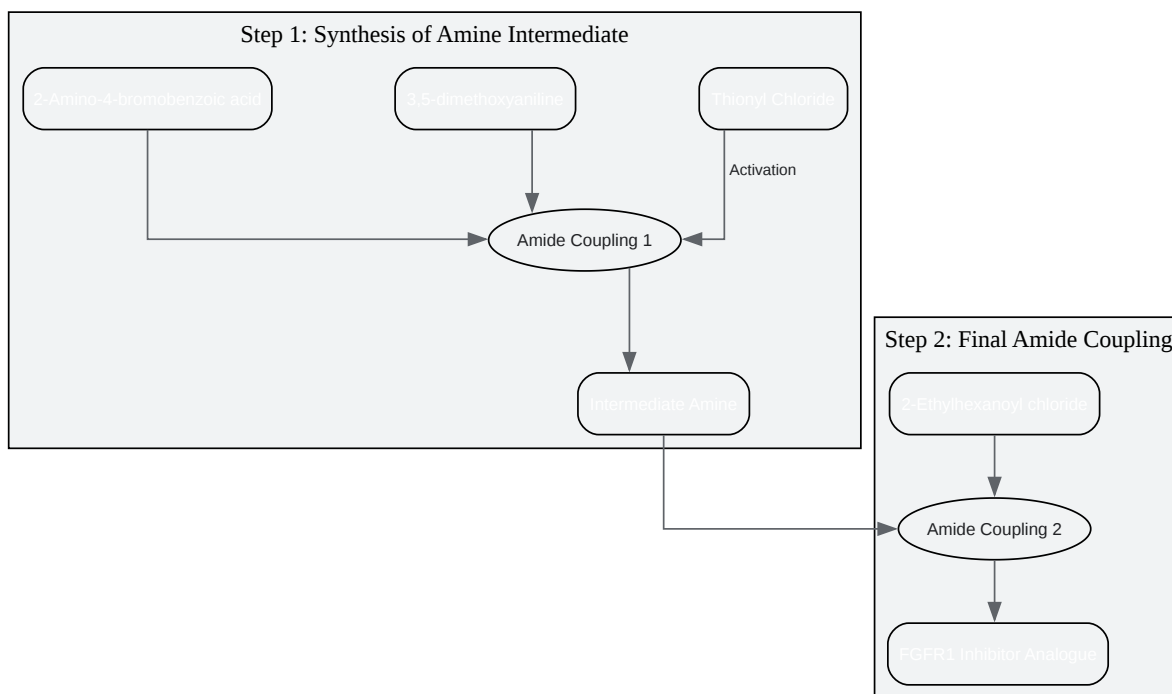 Step 1: Synthesis of Amine Intermediate
2-Amino-4-bromobenzoic acid
3,5-dimethoxyaniline
Thionyl Chloride
Activation
Amide Coupling 1
Step 2: Final Amide Coupling
Intermediate Amine
2-Ethylhexanoyl chloride
Amide Coupling 2
FGFR1 Inhibitor Analogue